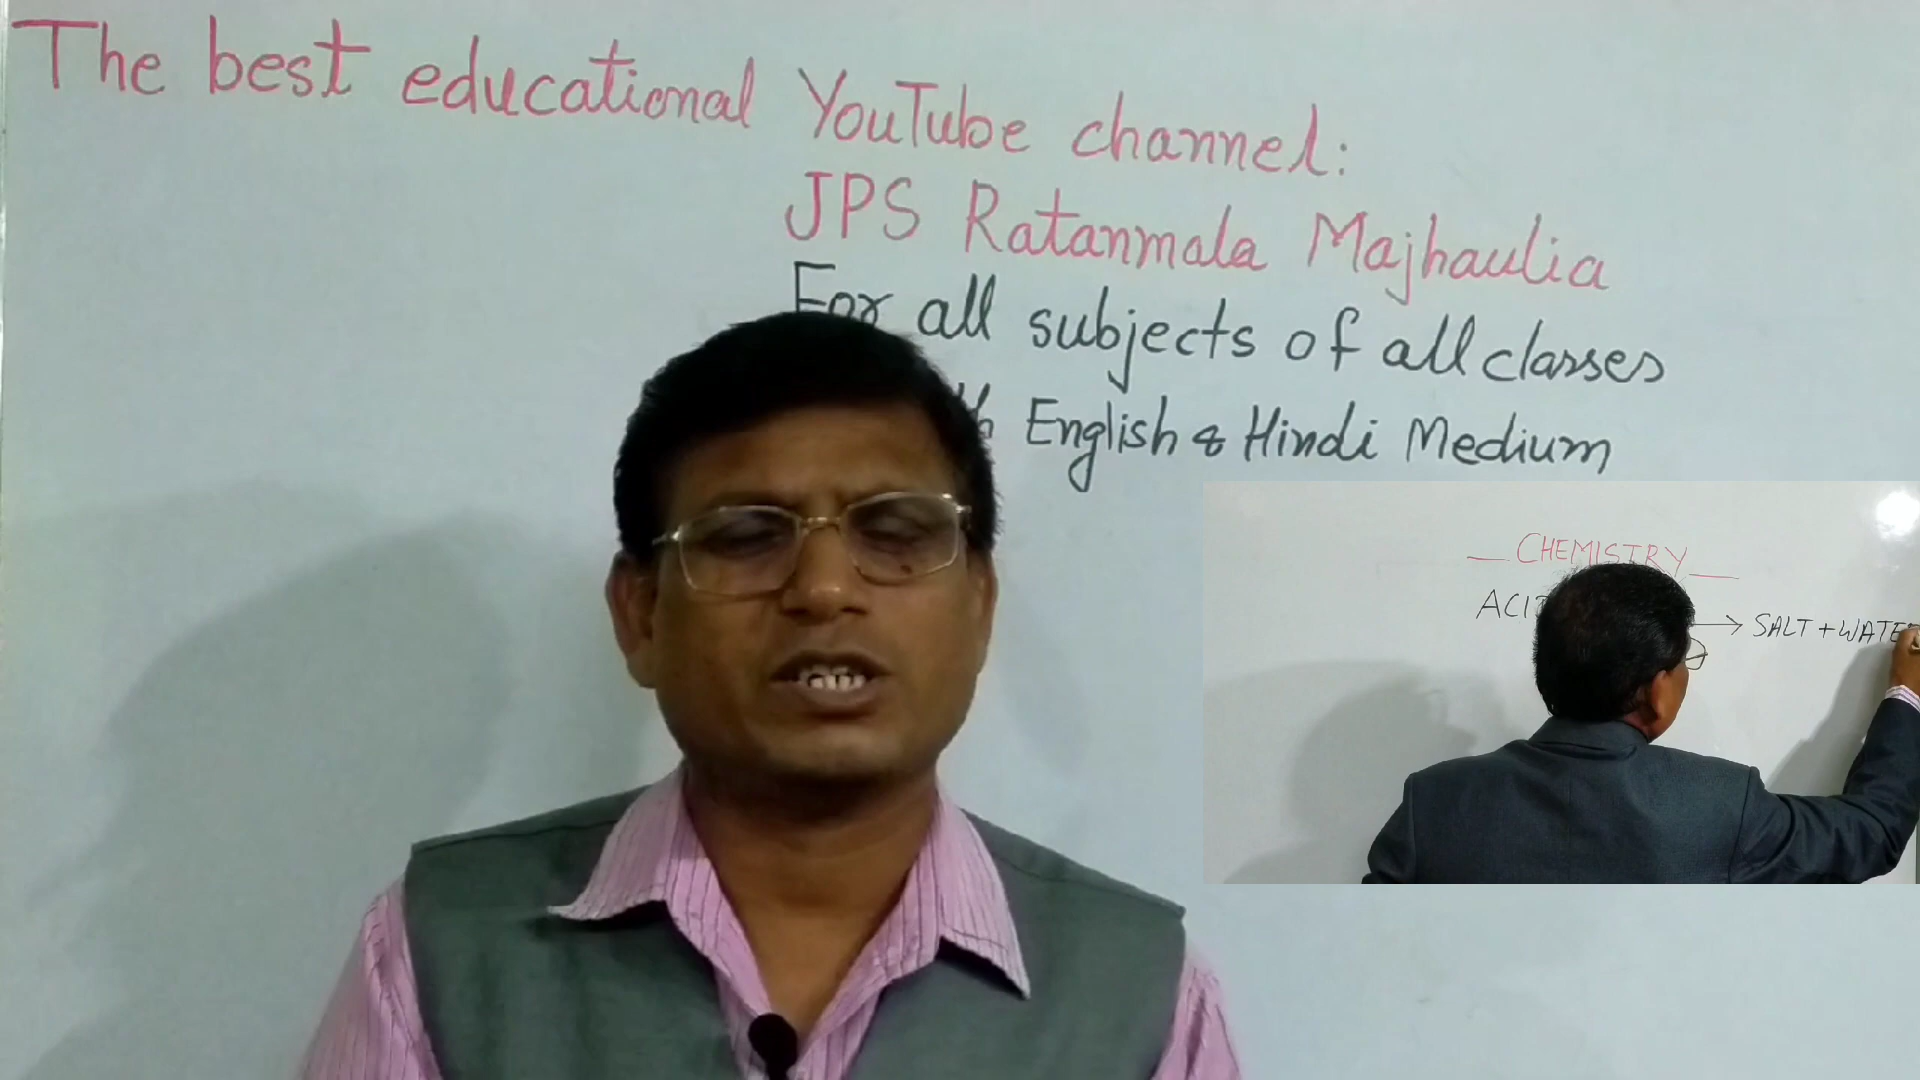 The best educational YouTube channel:
JPS Ratanmala Majhaulia
For all subjects of all classes
English & Hindi Medium
CHEMISTRY
→ SALT + WATER